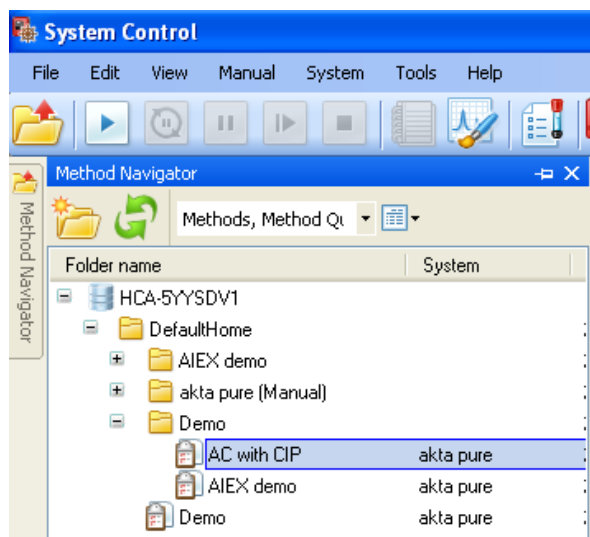 System Control
File Edit View Manual System Tools Help
Method Navigator
Method Navigator
Methods, Method Qu
Folder name System
HCA-5YYSDV1
DefaultHome
AIEX demo
akta pure (Manual)
Demo
AC with CIP akta pure
AIEX demo akta pure
Demo akta pure